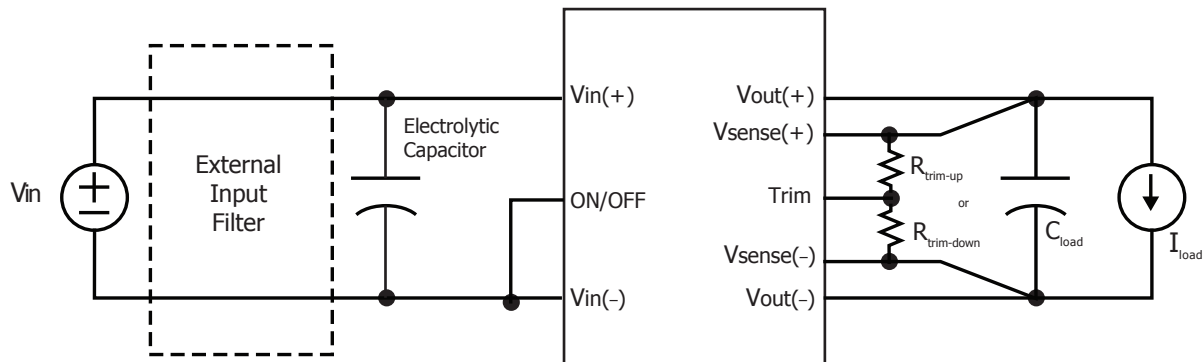 Vin
External
Input
Filter
Electrolytic
Capacitor
Vin(+)
ON/OFF
Vin(−)
Vout(+)
Vsense(+)
Trim
Vsense(−)
Vout(−)
Rtrim-up
or
Rtrim-down
Cload
Iload